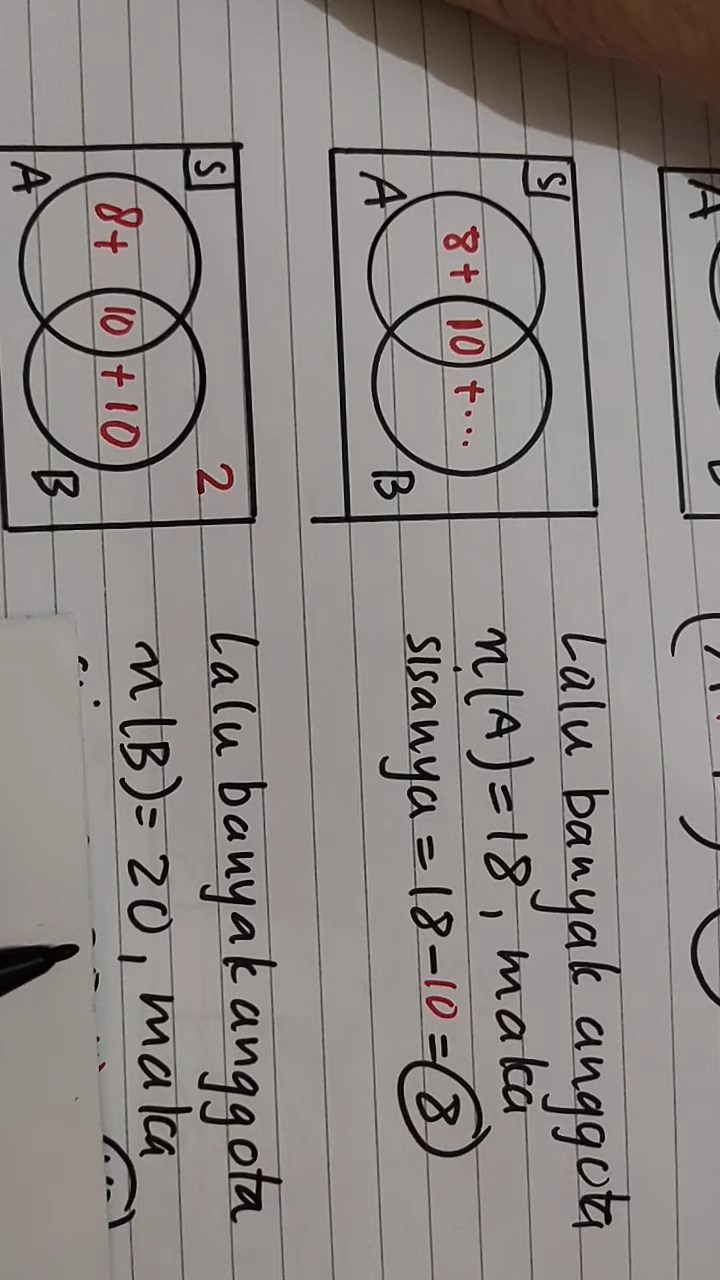 A
S
A
8 + 10 + ...
B
Lalu banyak anggota
n(A) = 18, maka
sisanya = 18 - 10 = 8
S
A
8 + 10 + 10
B
2
Lalu banyak anggota
n(B) = 20, maka